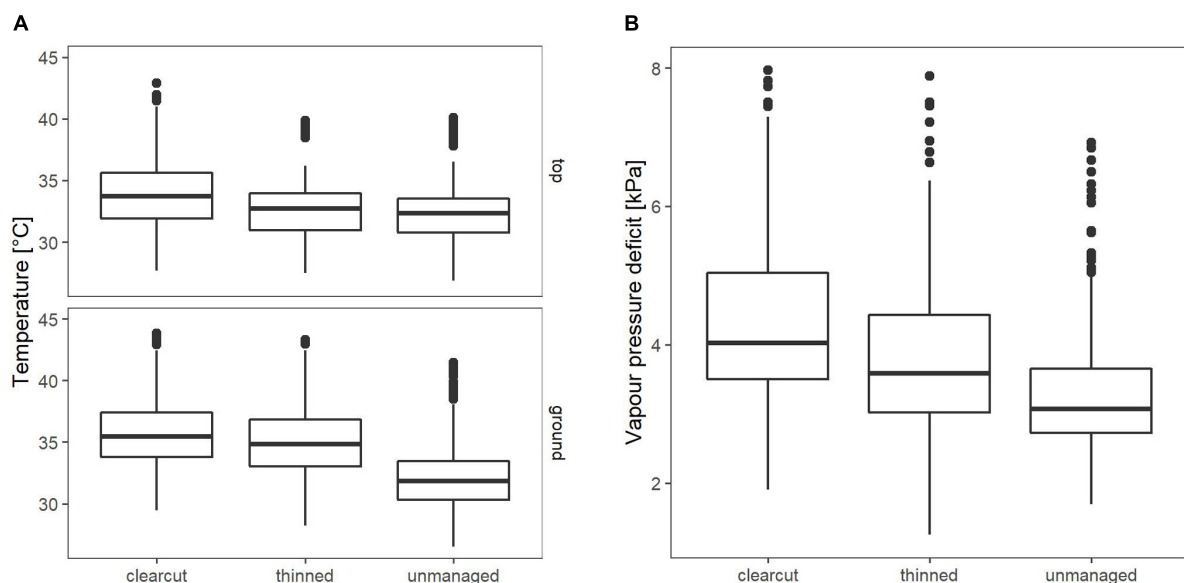 A
Temperature [°C]
45
40
35
30
top
45
40
35
30
ground
clearcut thinned unmanaged
B
Vapour pressure deficit [kPa]
8
6
4
2
clearcut thinned unmanaged